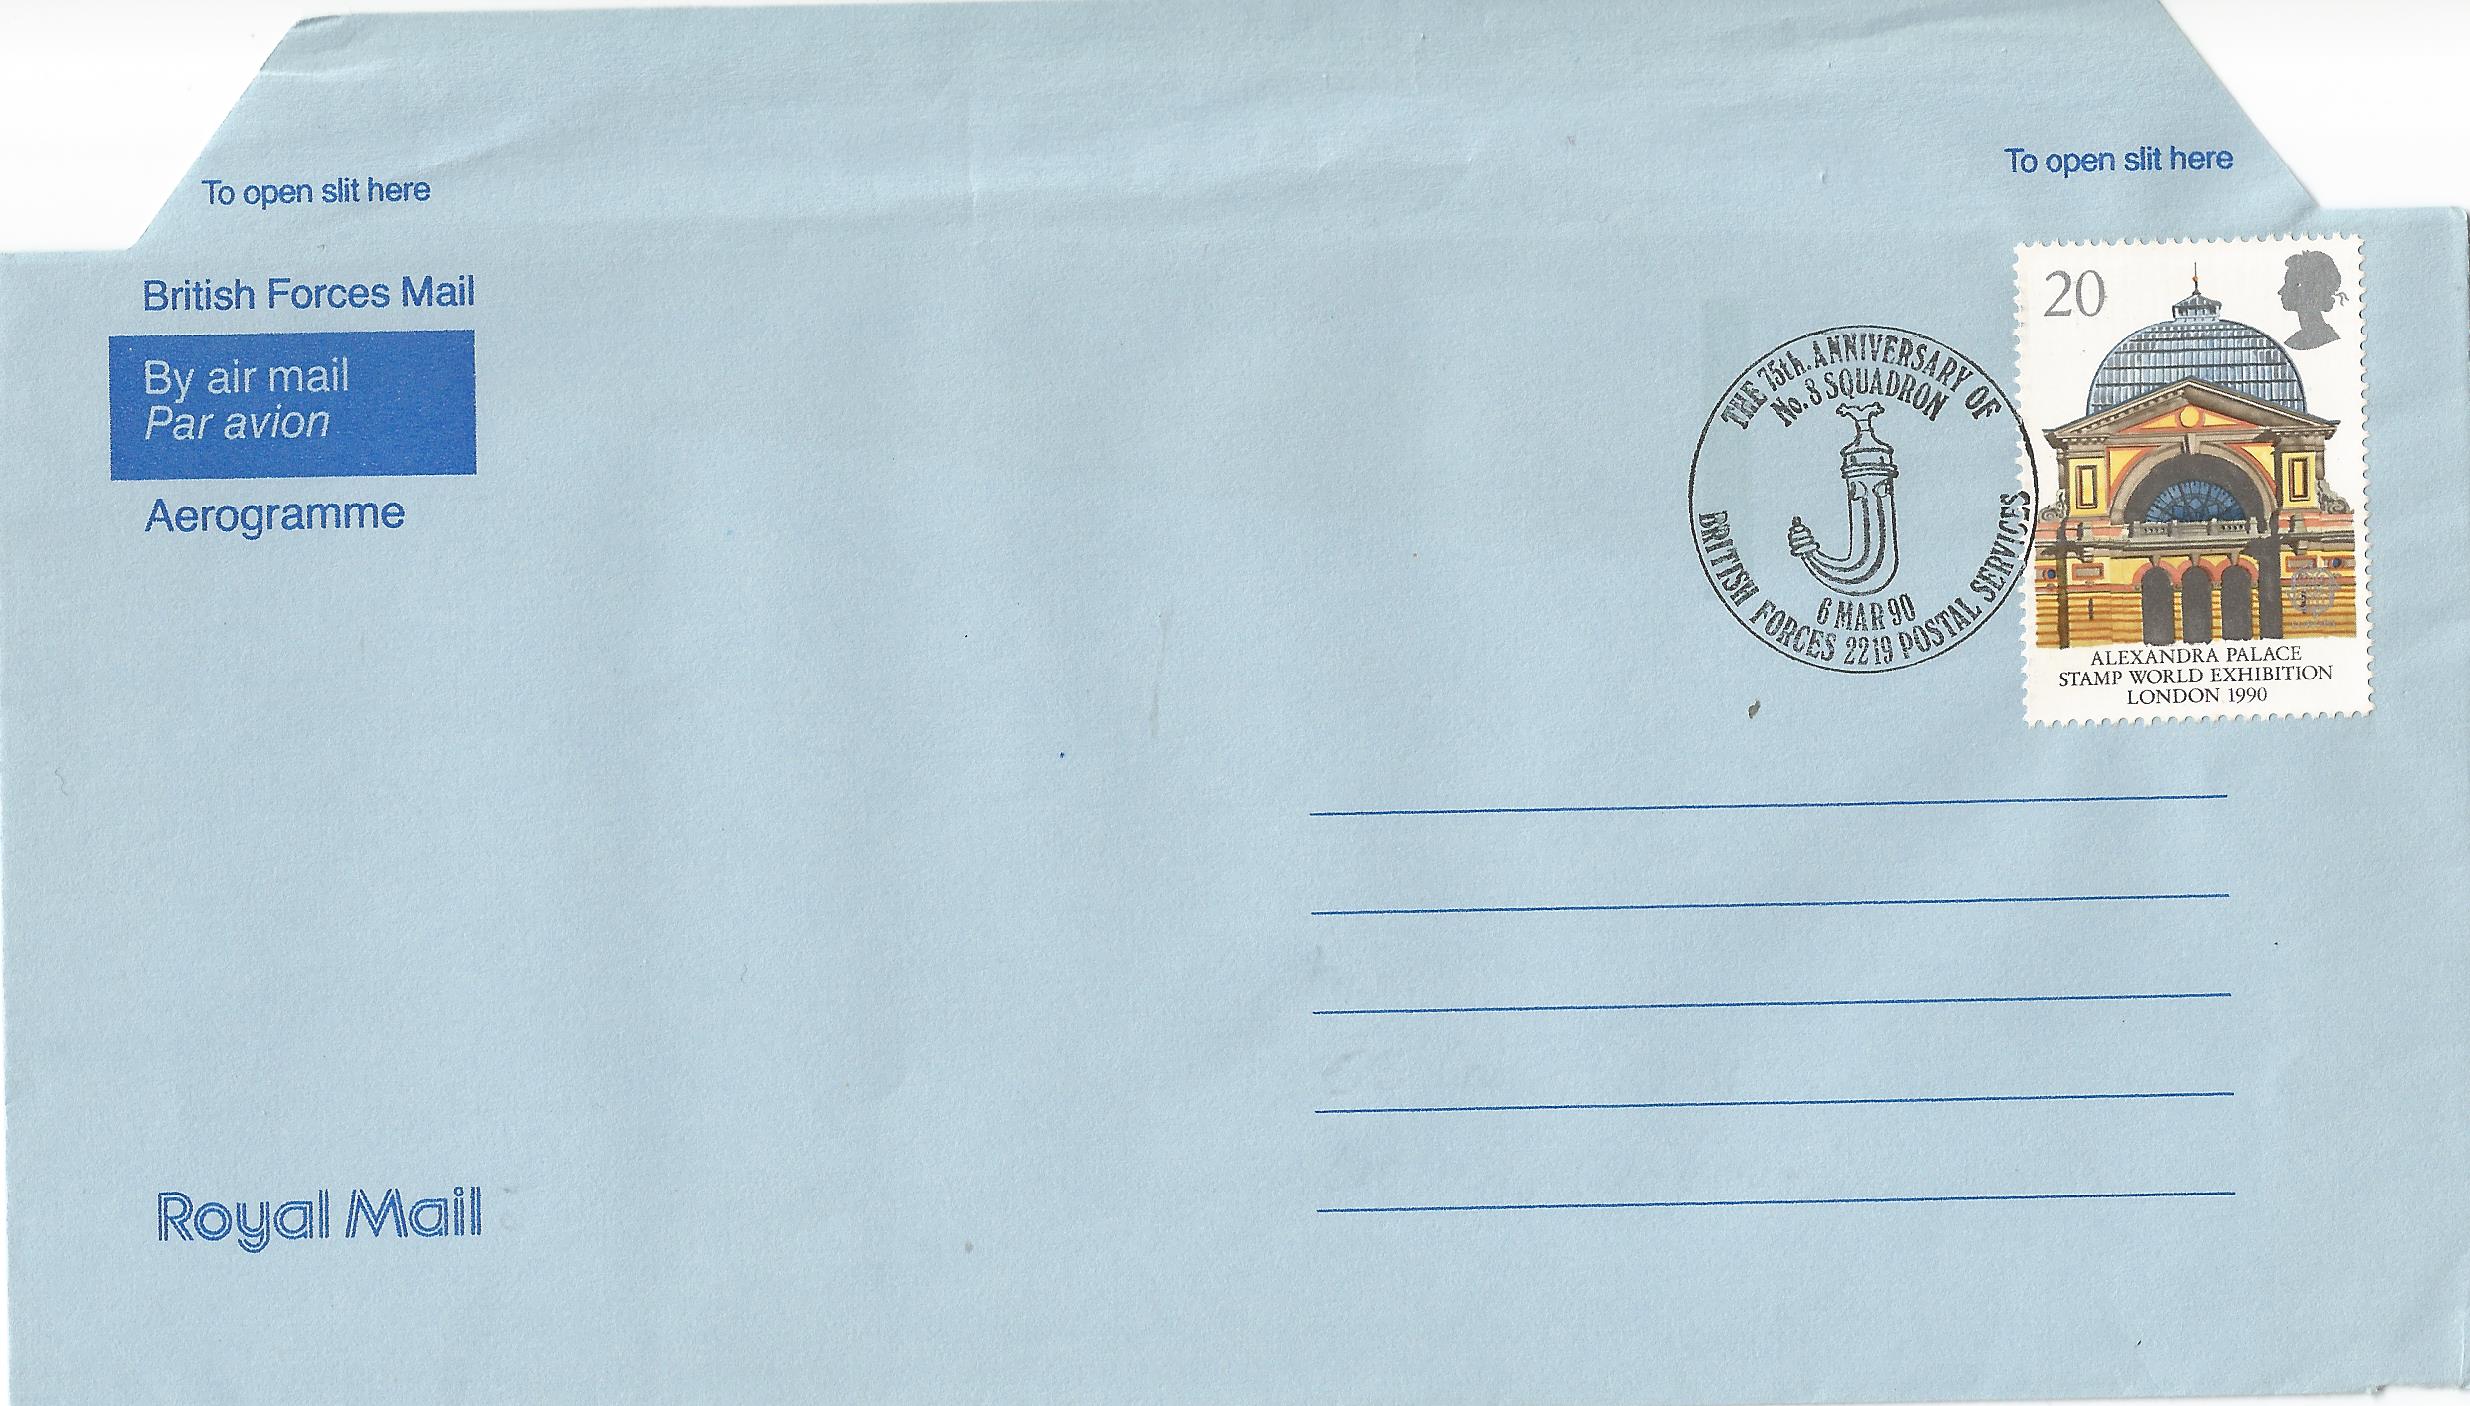 To open slit here
To open slit here
British Forces Mail
By air mail
Par avion
Aerogramme
THE 75th. ANNIVERSARY OF
No. 8 SQUADRON
6 MAR 90
BRITISH FORCES 2219 POSTAL SERVICES
20
ALEXANDRA PALACE
STAMP WORLD EXHIBITION
LONDON 1990
Royal Mail